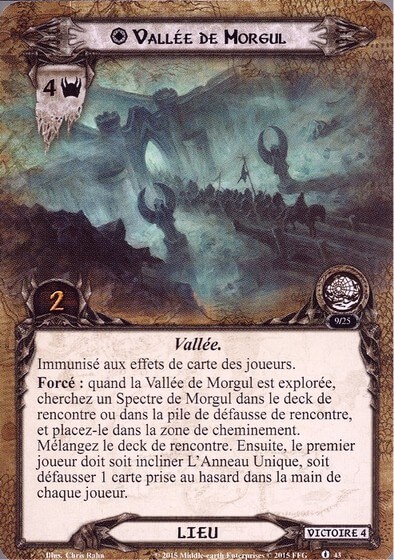 Vallée de Morgul
4
2
9/25
Vallée.
Immunisé aux effets de carte des joueurs.
Forcé : quand la Vallée de Morgul est explorée,
cherchez un Spectre de Morgul dans le deck de
rencontre ou dans la pile de défausse de rencontre,
et placez-le dans la zone de cheminement.
Mélangez le deck de rencontre. Ensuite, le premier
joueur doit soit incliner L'Anneau Unique, soit
défausser 1 carte prise au hasard dans la main de
chaque joueur.
LIEU
VICTOIRE 4
Illus. Chris Rahn
© 2015 Middle-earth Enterprises © 2015 FFG
43